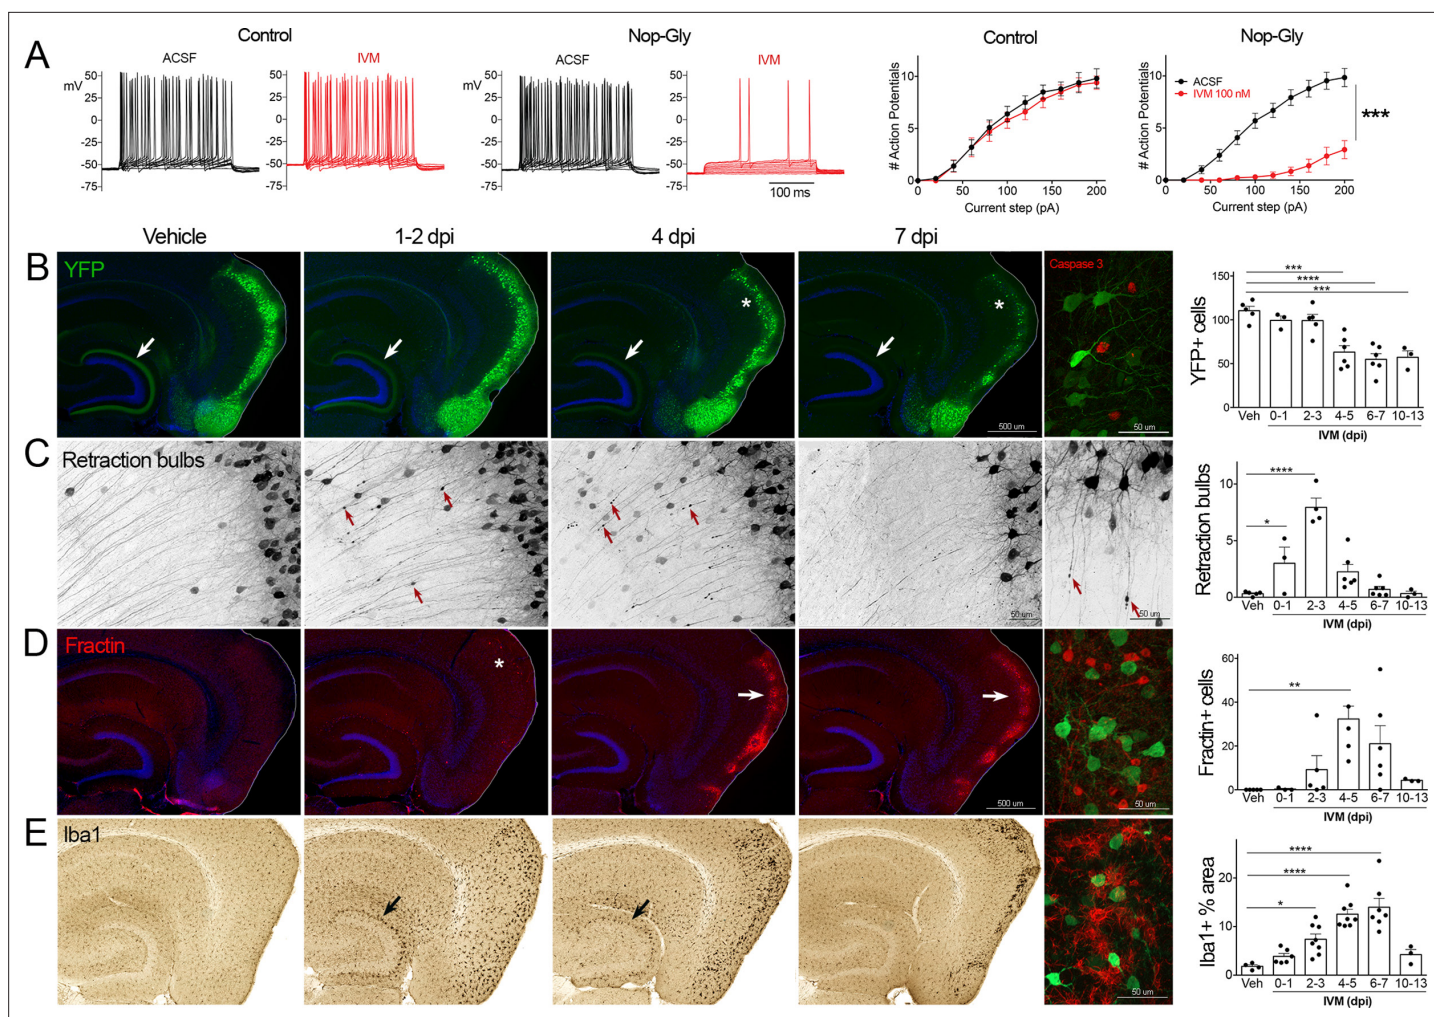 A
Control
Nop-Gly
Control
Nop-Gly
ACSF
IVM
ACSF
IVM
mV
50
25
0
-25
-50
-75
50
25
0
-25
-50
-75
mV
50
25
0
-25
-50
-75
50
25
0
-25
-50
-75
100 ms
# Action Potentials
10
5
0
0 50 100 150 200
Current step (pA)
# Action Potentials
10
5
0
0 50 100 150 200
Current step (pA)
ACSF
IVM 100 nM
***
Vehicle
1-2 dpi
4 dpi
7 dpi
B
YFP
*
*
500 um
Caspase 3
50 um
YFP+ cells
150
100
50
0
***
****
***
Veh 0-1 2-3 4-5 6-7 10-13
IVM (dpi)
C
Retraction bulbs
50 um
50 um
Retraction bulbs
10
5
0
*
****
Veh 0-1 2-3 4-5 6-7 10-13
IVM (dpi)
D
Fractin
*
500 um
50 um
Fractin+ cells
60
40
20
0
**
Veh 0-1 2-3 4-5 6-7 10-13
IVM (dpi)
E
Iba1
50 um
Iba1+ % area
20
10
0
*
****
****
Veh 0-1 2-3 4-5 6-7 10-13
IVM (dpi)